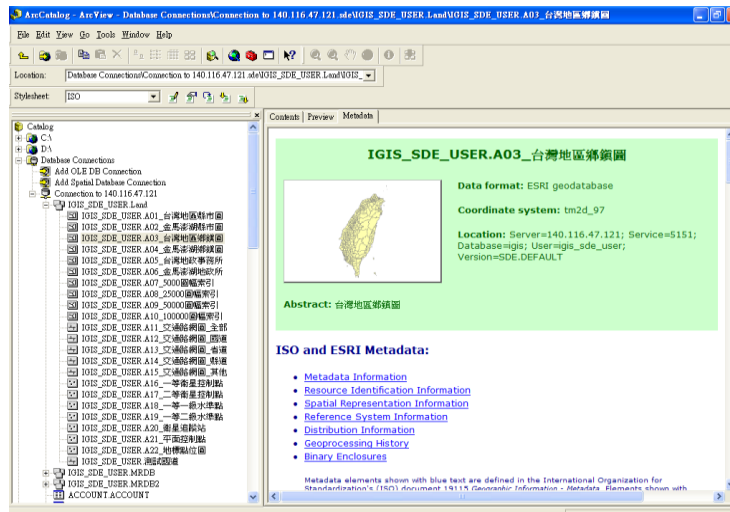 ArcCatalog - ArcView - Database Connections\Connection to 140.116.47.121.sde\IGIS_SDE_USER.Land\IGIS_SDE_USER.A03_台灣地區鄉鎮圖
File Edit View Go Tools Window Help
Location: Database Connections\Connection to 140.116.47.121.sde\IGIS_SDE_USER.Land\IGIS_
Stylesheet: ISO
Contents Preview Metadata
Catalog
C:\
D:\
Database Connections
Add OLE DB Connection
Add Spatial Database Connection
Connection to 140.116.47.121
IGIS_SDE_USER.Land
IGIS_SDE_USER.A01_台灣地區縣市圖
IGIS_SDE_USER.A02_金馬澎湖縣市圖
IGIS_SDE_USER.A03_台灣地區鄉鎮圖
IGIS_SDE_USER.A04_金馬澎湖鄉鎮圖
IGIS_SDE_USER.A05_台灣地政事務所
IGIS_SDE_USER.A06_金馬澎湖地政所
IGIS_SDE_USER.A07_5000圖幅索引
IGIS_SDE_USER.A08_25000圖幅索引
IGIS_SDE_USER.A09_50000圖幅索引
IGIS_SDE_USER.A10_100000圖幅索引
IGIS_SDE_USER.A11_交通路網圖_全部
IGIS_SDE_USER.A12_交通路網圖_國道
IGIS_SDE_USER.A13_交通路網圖_省道
IGIS_SDE_USER.A14_交通路網圖_縣道
IGIS_SDE_USER.A15_交通路網圖_其他
IGIS_SDE_USER.A16_一等衛星控制點
IGIS_SDE_USER.A17_二等衛星控制點
IGIS_SDE_USER.A18_一等一級水準點
IGIS_SDE_USER.A19_一等二級水準點
IGIS_SDE_USER.A20_衛星追蹤站
IGIS_SDE_USER.A21_平面控制點
IGIS_SDE_USER.A22_地標點位圖
IGIS_SDE_USER.測試國道
IGIS_SDE_USER.MRDB
IGIS_SDE_USER.MRDB2
ACCOUNT.ACCOUNT
IGIS_SDE_USER.A03_台灣地區鄉鎮圖
Data format: ESRI geodatabase
Coordinate system: tm2d_97
Location: Server=140.116.47.121; Service=5151;
Database=igis; User=igis_sde_user;
Version=SDE.DEFAULT
Abstract: 台灣地區鄉鎮圖
ISO and ESRI Metadata:
Metadata Information
Resource Identification Information
Spatial Representation Information
Reference System Information
Distribution Information
Geoprocessing History
Binary Enclosures
Metadata elements shown with blue text are defined in the International Organization for
Standardization's (ISO) document 19115 Geographic Information - Metadata. Elements shown with